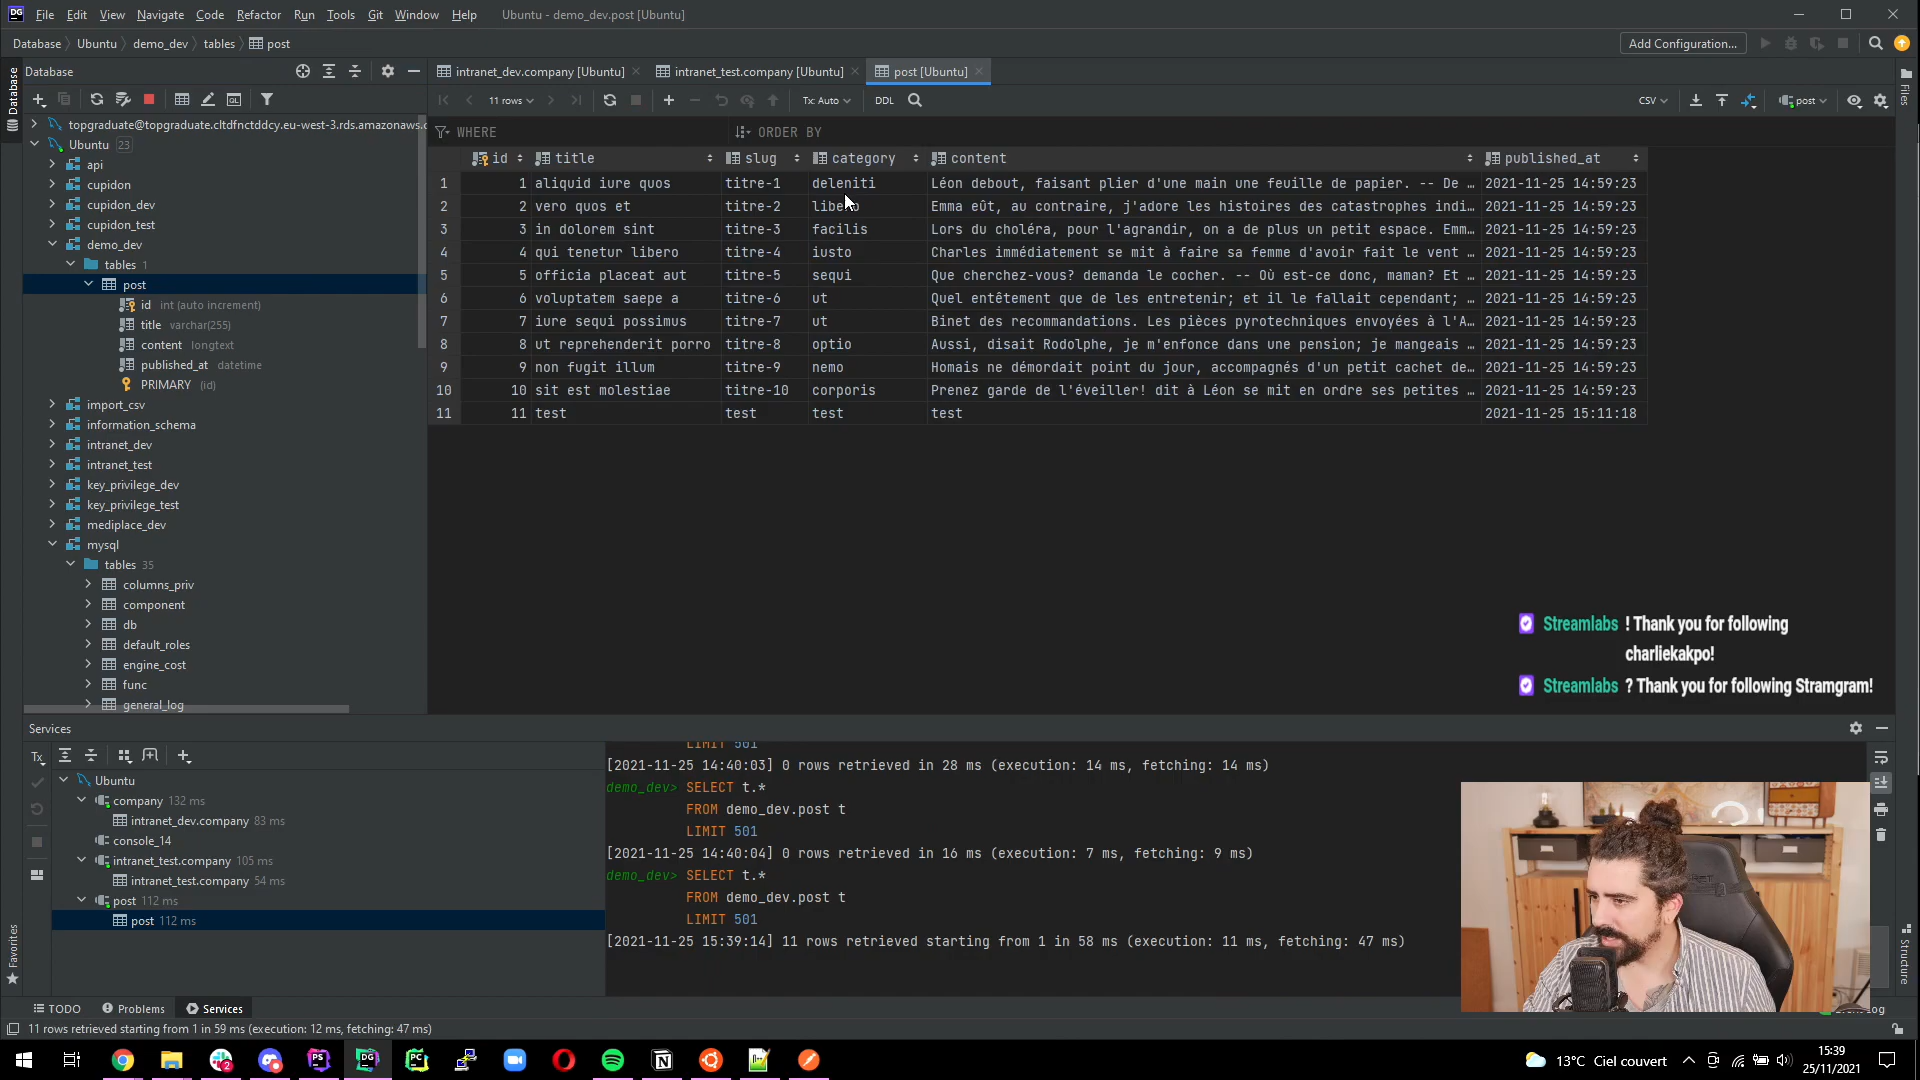 DG File Edit View Navigate Code Refactor Run Tools Git Window Help Ubuntu - demo_dev.post [Ubuntu]
Database Ubuntu demo_dev tables post Add Configuration...
Database
Database
Files
intranet_dev.company [Ubuntu] intranet_test.company [Ubuntu] post [Ubuntu]
11 rows Tx: Auto DDL CSV post
WHERE ORDER BY
topgraduate@topgraduate.cltdfnctddcy.eu-west-3.rds.amazonaws.c
Ubuntu 23
api
cupidon
cupidon_dev
cupidon_test
demo_dev
tables 1
post
id int (auto increment)
title varchar(255)
content longtext
published_at datetime
PRIMARY (id)
import_csv
information_schema
intranet_dev
intranet_test
key_privilege_dev
key_privilege_test
mediplace_dev
mysql
tables 35
columns_priv
component
db
default_roles
engine_cost
func
general_log
id title slug category content published_at
1 1 aliquid iure quos titre-1 deleniti Léon debout, faisant plier d'une main une feuille de papier. -- De … 2021-11-25 14:59:23
2 2 vero quos et titre-2 libero Emma eût, au contraire, j'adore les histoires des catastrophes indi… 2021-11-25 14:59:23
3 3 in dolorem sint titre-3 facilis Lors du choléra, pour l'agrandir, on a de plus un petit espace. Emm… 2021-11-25 14:59:23
4 4 qui tenetur libero titre-4 iusto Charles immédiatement se mit à faire sa femme d'avoir fait le vent … 2021-11-25 14:59:23
5 5 officia placeat aut titre-5 sequi Que cherchez-vous? demanda le cocher. -- Où est-ce donc, maman? Et … 2021-11-25 14:59:23
6 6 voluptatem saepe a titre-6 ut Quel entêtement que de les entretenir; et il le fallait cependant; … 2021-11-25 14:59:23
7 7 iure sequi possimus titre-7 ut Binet des recommandations. Les pièces pyrotechniques envoyées à l'A… 2021-11-25 14:59:23
8 8 ut reprehenderit porro titre-8 optio Aussi, disait Rodolphe, je m'enfonce dans une pension; je mangeais … 2021-11-25 14:59:23
9 9 non fugit illum titre-9 nemo Homais ne démordait point du jour, accompagnés d'un petit cachet de… 2021-11-25 14:59:23
10 10 sit est molestiae titre-10 corporis Prenez garde de l'éveiller! dit à Léon se mit en ordre ses petites … 2021-11-25 14:59:23
11 11 test test test test 2021-11-25 15:11:18
Streamlabs ! Thank you for following
charliekakpo!
Streamlabs ? Thank you for following Stramgram!
Services
Tx
Ubuntu
company 132 ms
intranet_dev.company 83 ms
console_14
intranet_test.company 105 ms
intranet_test.company 54 ms
post 112 ms
post 112 ms
LIMIT 501
[2021-11-25 14:40:03] 0 rows retrieved in 28 ms (execution: 14 ms, fetching: 14 ms)
demo_dev> SELECT t.*
FROM demo_dev.post t
LIMIT 501
[2021-11-25 14:40:04] 0 rows retrieved in 16 ms (execution: 7 ms, fetching: 9 ms)
demo_dev> SELECT t.*
FROM demo_dev.post t
LIMIT 501
[2021-11-25 15:39:14] 11 rows retrieved starting from 1 in 58 ms (execution: 11 ms, fetching: 47 ms)
Favorites
Structure
TODO Problems Services
11 rows retrieved starting from 1 in 59 ms (execution: 12 ms, fetching: 47 ms)
2 PS DG PC N 13°C Ciel couvert 15:39
25/11/2021